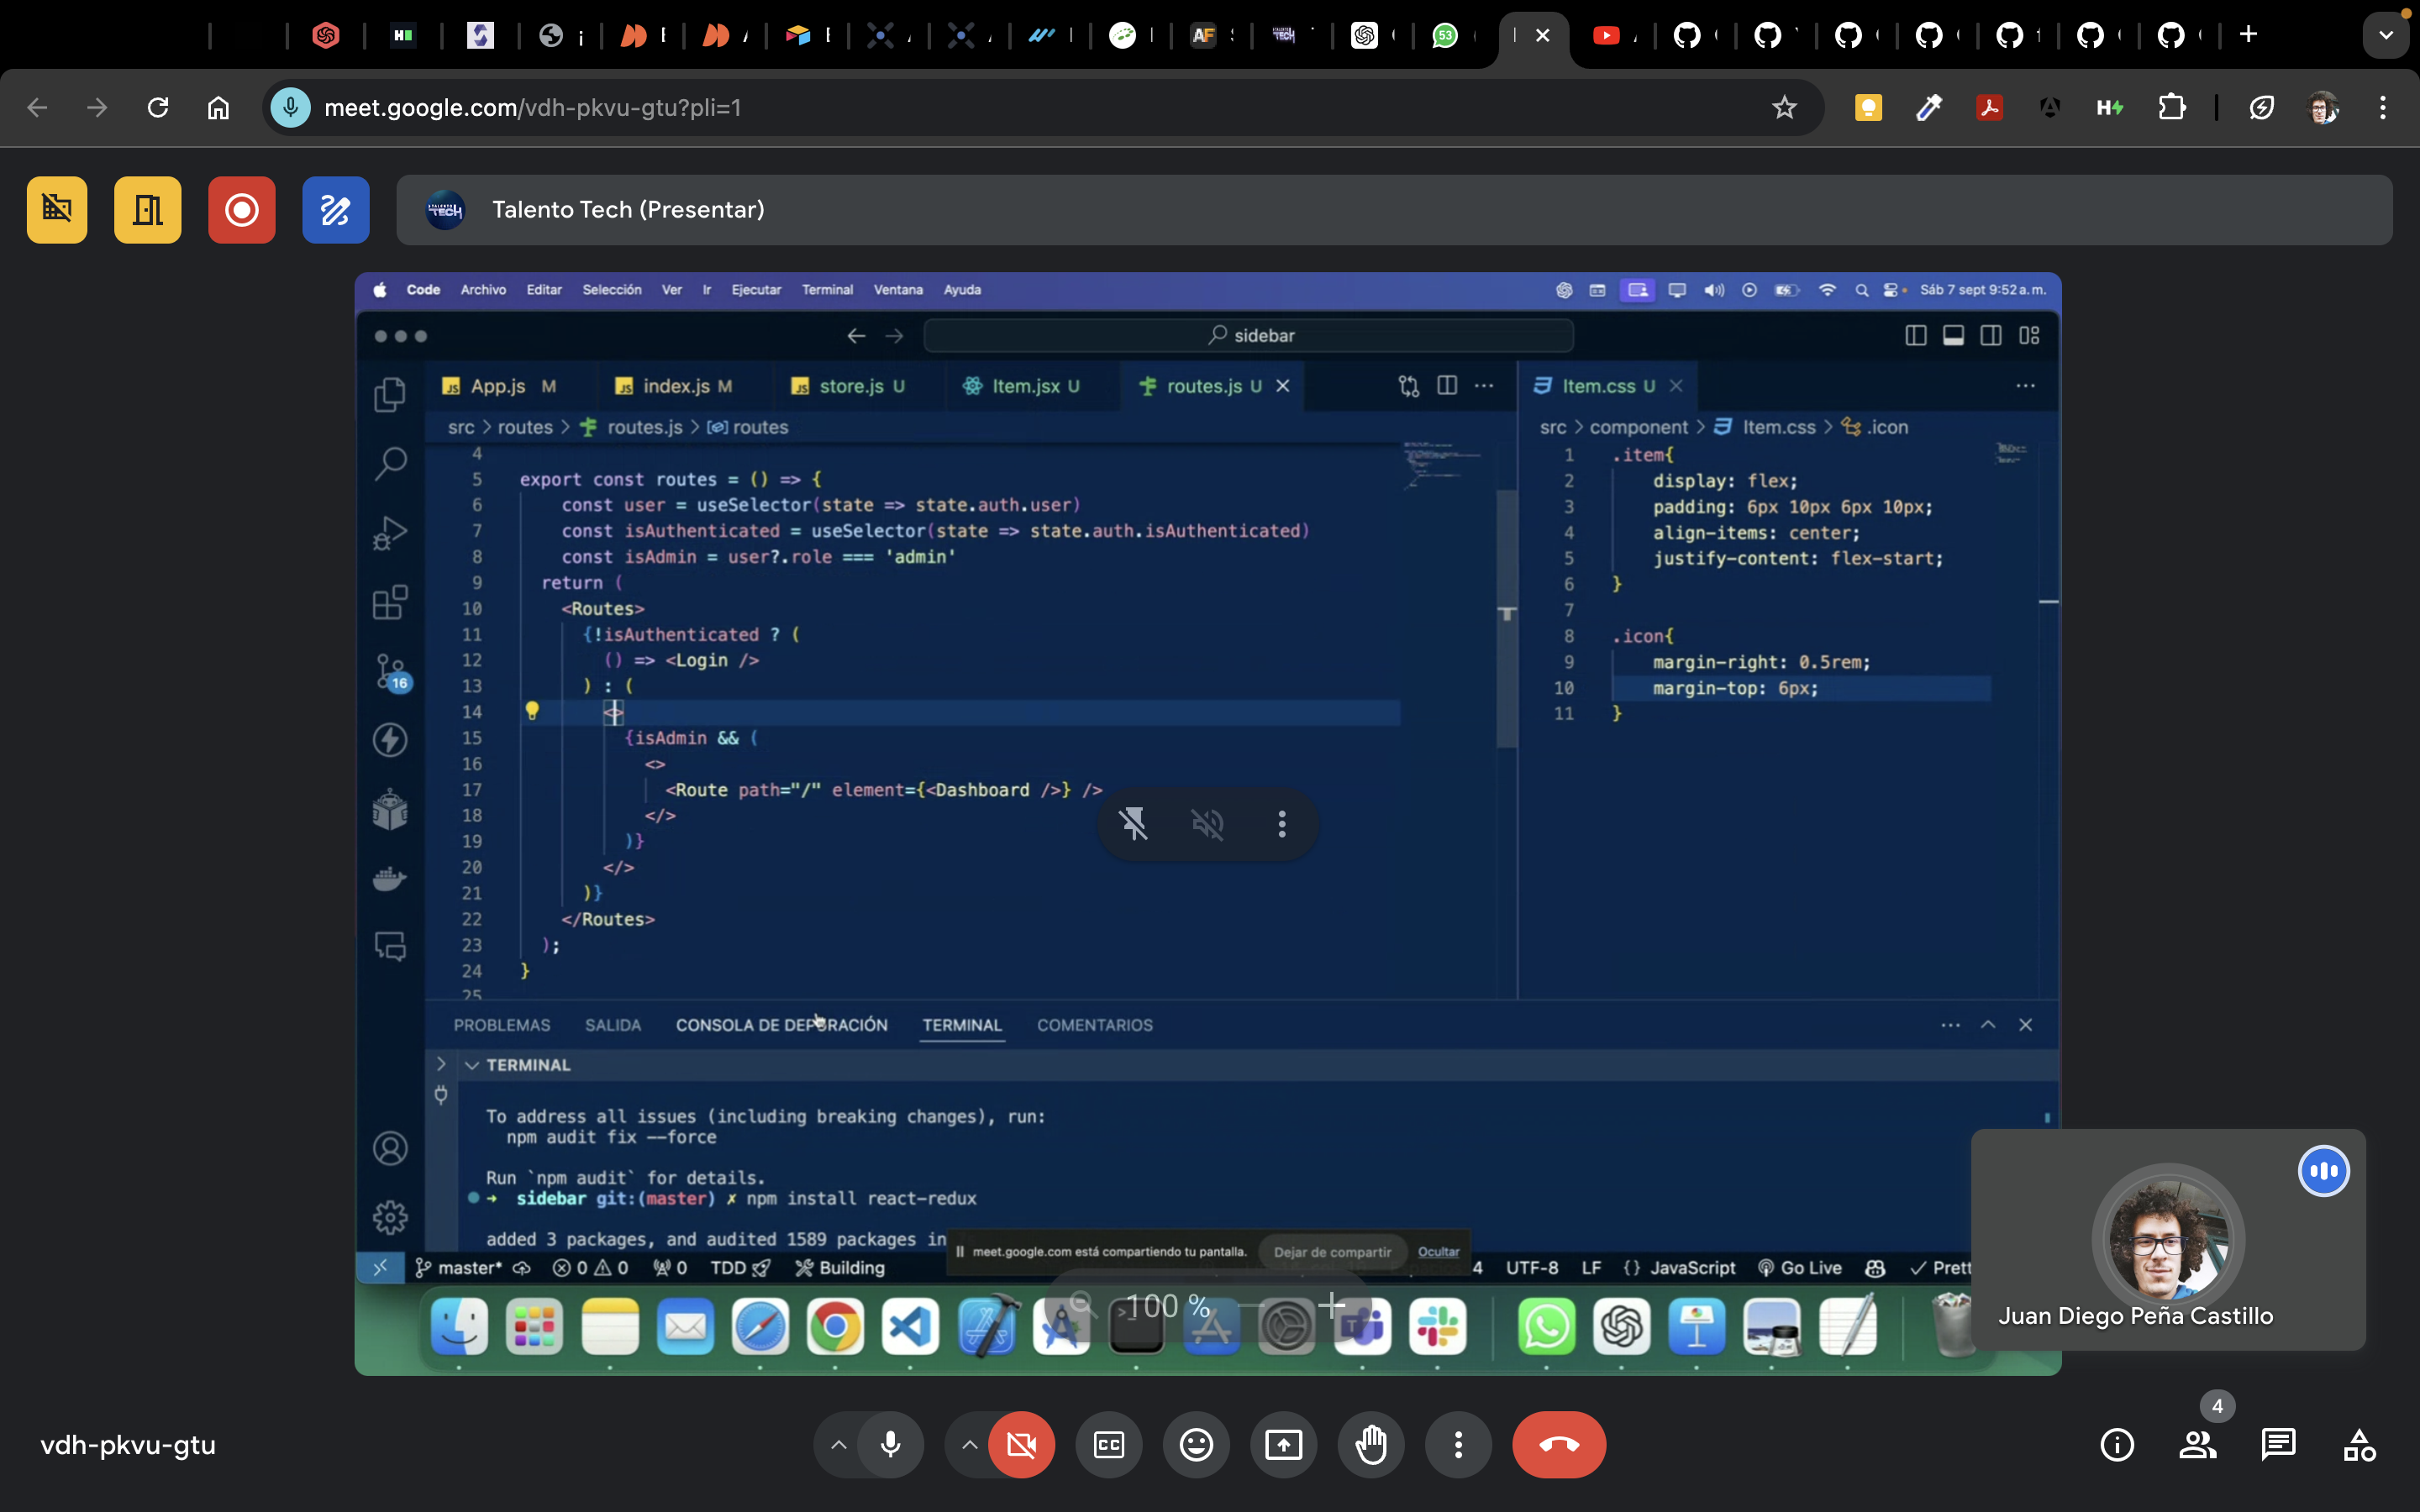 53
meet.google.com/vdh-pkvu-gtu?pli=1
Talento Tech (Presentar)
Code Archivo Editar Selección Ver Ir Ejecutar Terminal Ventana Ayuda
Sáb 7 sept 9:52 a. m.
sidebar
App.js M
index.js M
store.js U
Item.jsx U
routes.js U
Item.css U
src > routes > routes.js > routes
4
5 export const routes = () => {
6 const user = useSelector(state => state.auth.user)
7 const isAuthenticated = useSelector(state => state.auth.isAuthenticated)
8 const isAdmin = user?.role === 'admin'
9 return (
10 <Routes>
11 {!isAuthenticated ? (
12 () => <Login />
13 ) : (
14 <>
15 {isAdmin && (
16 <>
17 <Route path="/" element={<Dashboard />} />
18 </>
19 )}
20 </>
21 )}
22 </Routes>
23 );
24 }
25
src > component > Item.css > .icon
1 .item{
2 display: flex;
3 padding: 6px 10px 6px 10px;
4 align-items: center;
5 justify-content: flex-start;
6 }
7
8 .icon{
9 margin-right: 0.5rem;
10 margin-top: 6px;
11 }
16
PROBLEMAS SALIDA CONSOLA DE DEPURACIÓN TERMINAL COMENTARIOS
TERMINAL
To address all issues (including breaking changes), run:
npm audit fix --force
Run `npm audit` for details.
→ sidebar git:(master) ✗ npm install react-redux
added 3 packages, and audited 1589 packages in
meet.google.com está compartiendo tu pantalla. Dejar de compartir Ocultar
master* 0 0 0 TDD Building 4 UTF-8 LF {} JavaScript Go Live Prett
100 %
Juan Diego Peña Castillo
vdh-pkvu-gtu
4